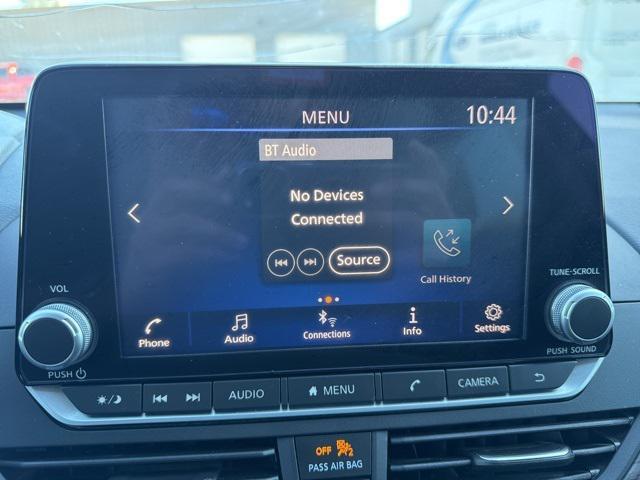 MENU
10:44
BT Audio
No Devices
Connected
Source
Call History
Phone
Audio
Connections
Info
Settings
VOL
PUSH
TUNE·SCROLL
PUSH SOUND
AUDIO
MENU
CAMERA
OFF 2
PASS AIR BAG